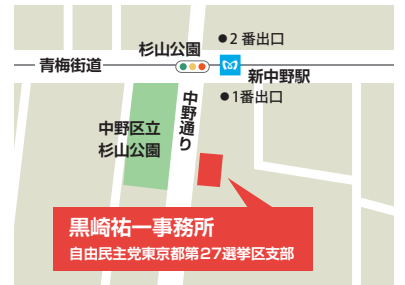 ●2番出口
杉山公園
青梅街道
新中野駅
●1番出口
中野通り
中野区立
杉山公園
黒崎祐一事務所
自由民主党東京都第27選挙区支部